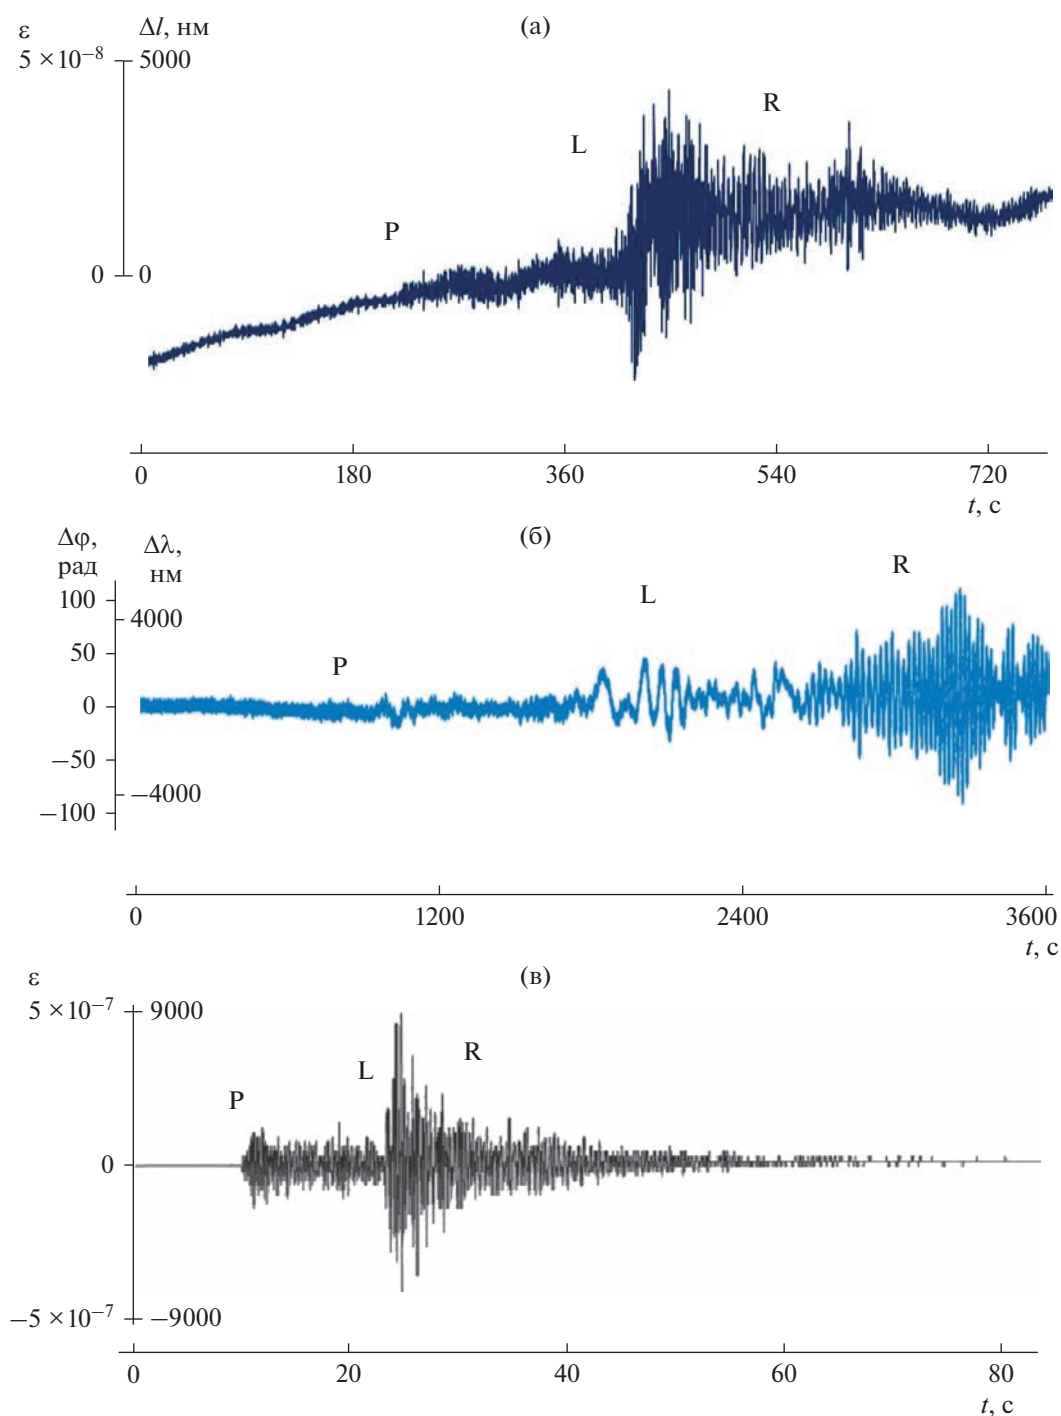 (а)
ε Δl, нм
5 ×10⁻⁸ 5000
R
L
P
0 0
0 180 360 540 720
t, с
(б)
Δφ, рад
Δλ, нм
R
100
4000
L
50
P
0
−50
−4000
−100
0 1200 2400 3600
t, с
(в)
ε
5 ×10⁻⁷ 9000
R
L
P
0
−5 ×10⁻⁷ −9000
0 20 40 60 80
t, с